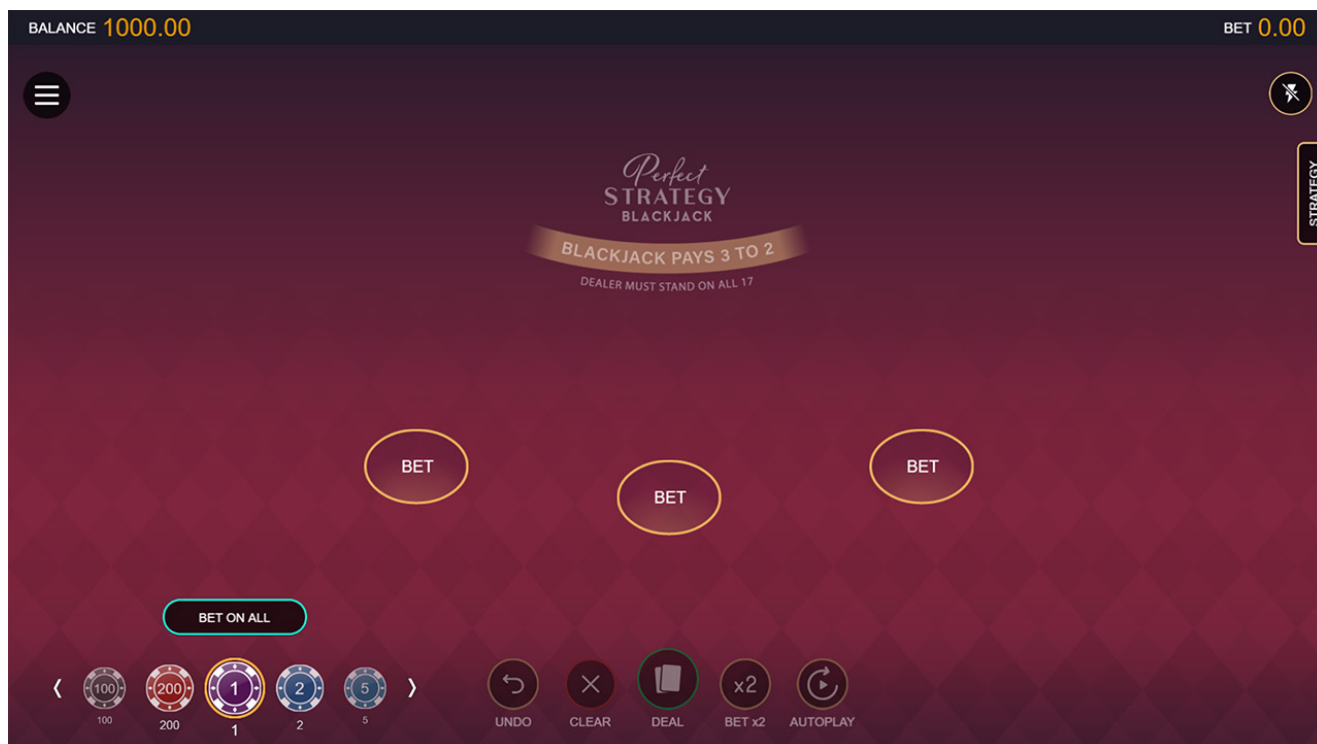 BALANCE 1000.00
BET 0.00
STRATEGY
Perfect
STRATEGY
BLACKJACK
BLACKJACK PAYS 3 TO 2
DEALER MUST STAND ON ALL 17
BET
BET
BET
BET ON ALL
100 200 1 2 5
100 200 1 2 5
x2
UNDO CLEAR DEAL BET x2 AUTOPLAY